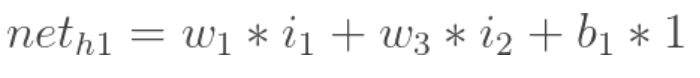 net_{h1} = w_1 * i_1 + w_3 * i_2 + b_1 * 1